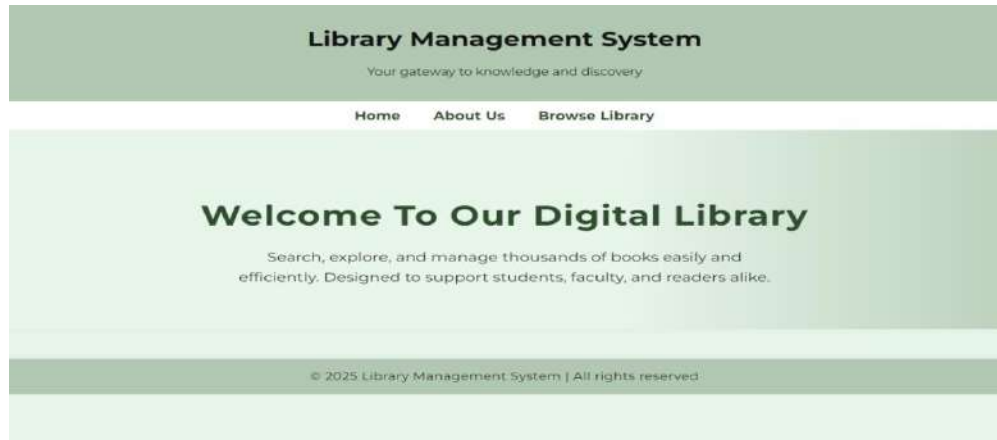 Library Management System
Your gateway to knowledge and discovery
Home About Us Browse Library
Welcome To Our Digital Library
Search, explore, and manage thousands of books easily and
efficiently. Designed to support students, faculty, and readers alike.
© 2025 Library Management System | All rights reserved